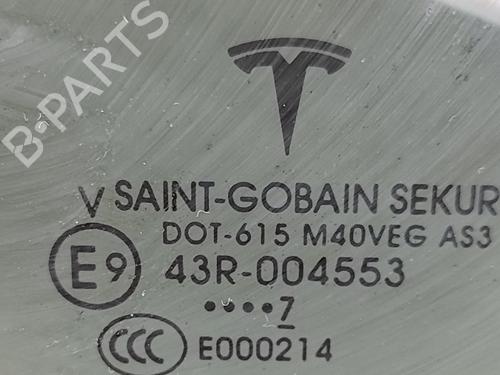 B-PARTS
V SAINT-GOBAIN SEKUR
DOT-615 M40VEG AS3
E9 43R-004553
••••7
CCC E000214